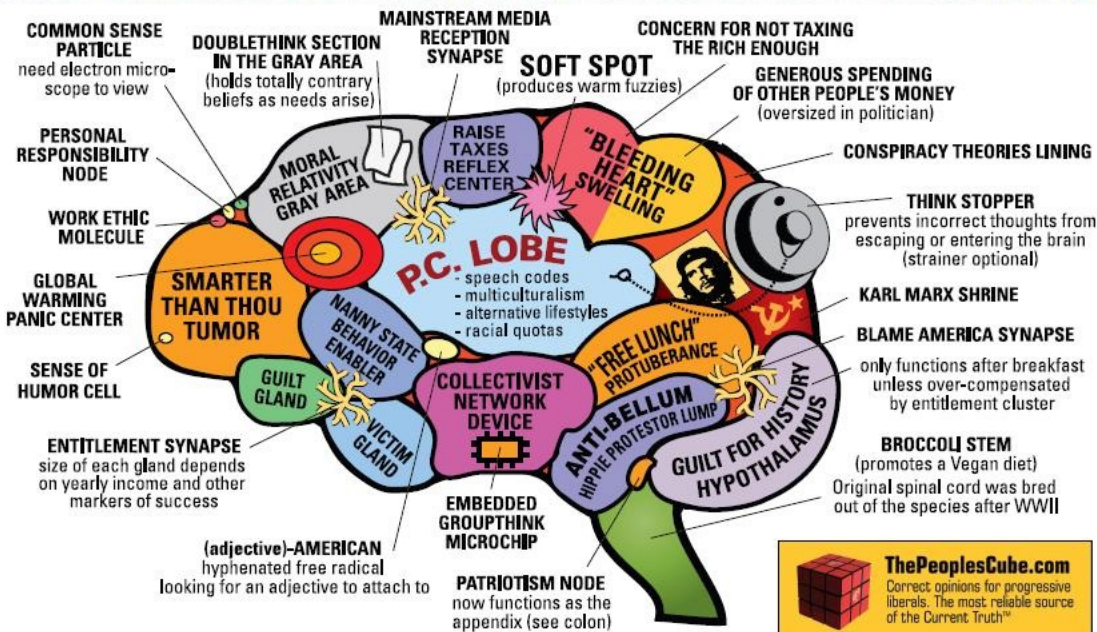 COMMON SENSE
PARTICLE
need electron micro-
scope to view
DOUBLETHINK SECTION
IN THE GRAY AREA
(holds totally contrary
beliefs as needs arise)
MAINSTREAM MEDIA
RECEPTION
SYNAPSE
SOFT SPOT
(produces warm fuzzies)
CONCERN FOR NOT TAXING
THE RICH ENOUGH
GENEROUS SPENDING
OF OTHER PEOPLE'S MONEY
(oversized in politician)
PERSONAL
RESPONSIBILITY
NODE
WORK ETHIC
MOLECULE
GLOBAL
WARMING
PANIC CENTER
SENSE OF
HUMOR CELL
MORAL
RELATIVITY
GRAY AREA
RAISE
TAXES
REFLEX
CENTER
"BLEEDING
HEART"
SWELLING
CONSPIRACY THEORIES LINING
THINK STOPPER
prevents incorrect thoughts from
escaping or entering the brain
(strainer optional)
SMARTER
THAN THOU
TUMOR
P.C. LOBE
- speech codes
- multiculturalism
- alternative lifestyles
- racial quotas
KARL MARX SHRINE
NANNY STATE
BEHAVIOR
ENABLER
"FREE LUNCH"
PROTUBERANCE
BLAME AMERICA SYNAPSE
only functions after breakfast
unless over-compensated
by entitlement cluster
GUILT
GLAND
VICTIM
GLAND
COLLECTIVIST
NETWORK
DEVICE
ANTI-BELLUM
HIPPIE PROTESTOR LUMP
GUILT FOR HISTORY
HYPOTHALAMUS
ENTITLEMENT SYNAPSE
size of each gland depends
on yearly income and other
markers of success
EMBEDDED
GROUPTHINK
MICROCHIP
BROCCOLI STEM
(promotes a Vegan diet)
Original spinal cord was bred
out of the species after WWII
(adjective)-AMERICAN
hyphenated free radical
looking for an adjective to attach to
PATRIOTISM NODE
now functions as the
appendix (see colon)
ThePeoplesCube.com
Correct opinions for progressive
liberals. The most reliable source
of the Current Truth™